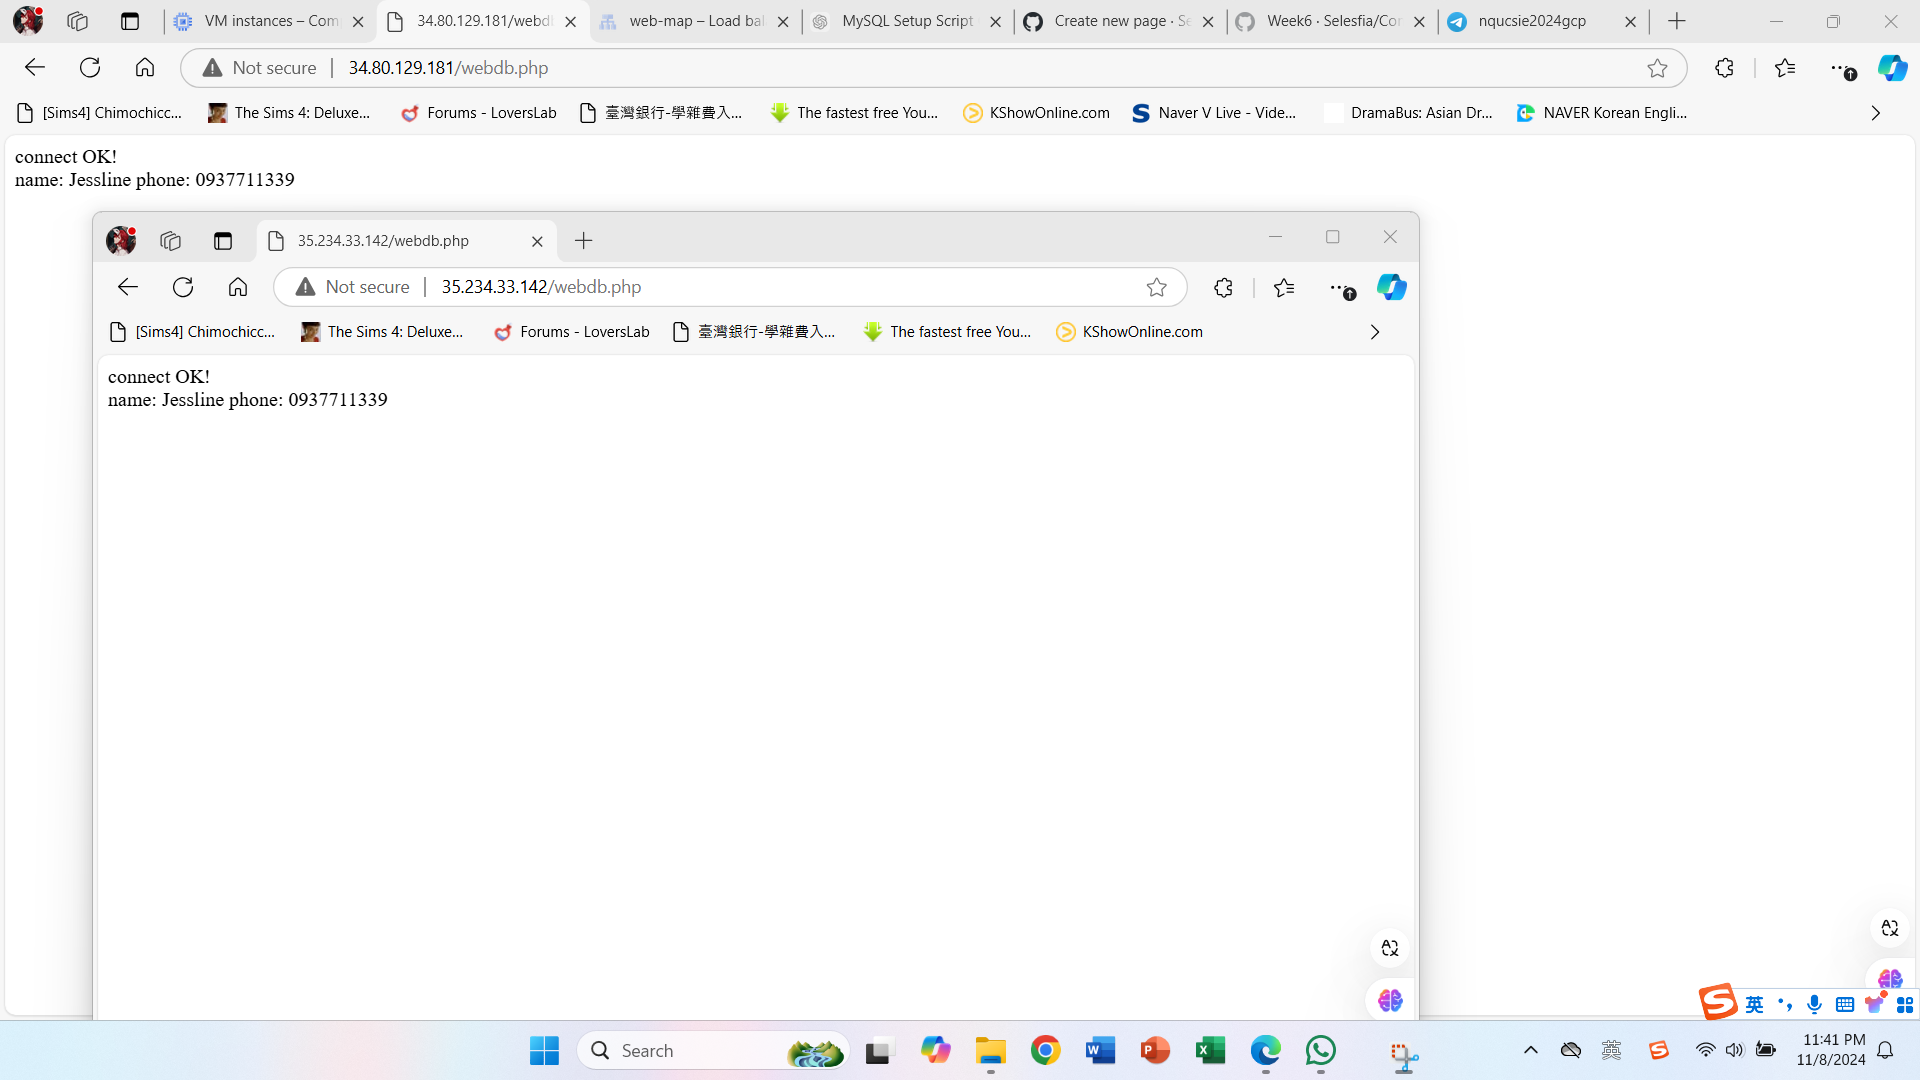 VM instances – Com
34.80.129.181/webdb
web-map – Load bal
MySQL Setup Script
Create new page · Se
Week6 · Selesfia/Cor
nqucsie2024gcp
Not secure
34.80.129.181/webdb.php
[Sims4] Chimochicc...
The Sims 4: Deluxe...
Forums - LoversLab
臺灣銀行-學雜費入...
The fastest free You...
KShowOnline.com
Naver V Live - Vide...
DramaBus: Asian Dr...
NAVER Korean Engli...
connect OK!
name: Jessline phone: 0937711339
35.234.33.142/webdb.php
Not secure
35.234.33.142/webdb.php
[Sims4] Chimochicc...
The Sims 4: Deluxe...
Forums - LoversLab
臺灣銀行-學雜費入...
The fastest free You...
KShowOnline.com
connect OK!
name: Jessline phone: 0937711339
英
Search
英
11:41 PM
11/8/2024